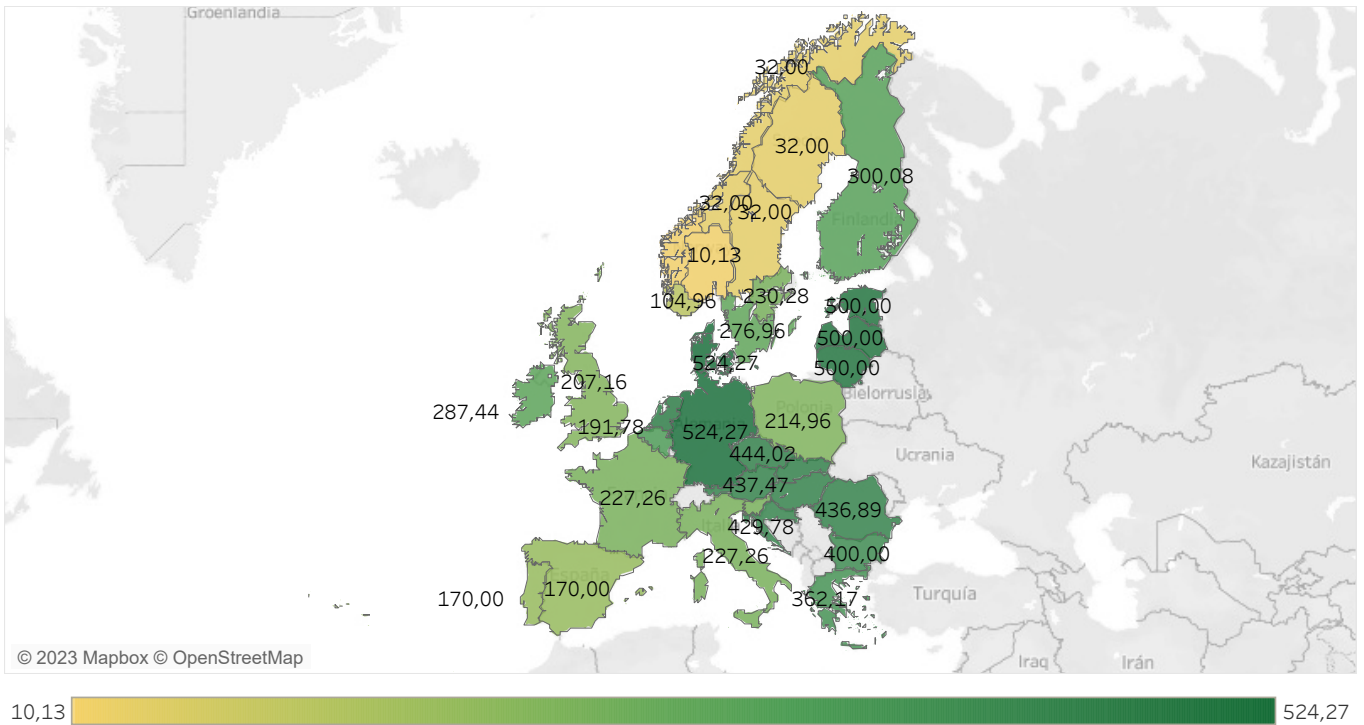 Groenlandia
32,00
32,00
300,08
32,00
32,00
Finlandia
10,13
104,96
230,28
500,00
276,96
500,00
524,27
500,00
207,16
Bielorrusia
287,44
Polonia
191,78
214,96
524,27
444,02
Ucrania
Kazajistán
437,47
227,26
436,89
429,78
227,26
400,00
España
170,00
170,00
362,17
Turquía
Iraq
Irán
© 2023 Mapbox © OpenStreetMap
10,13
524,27